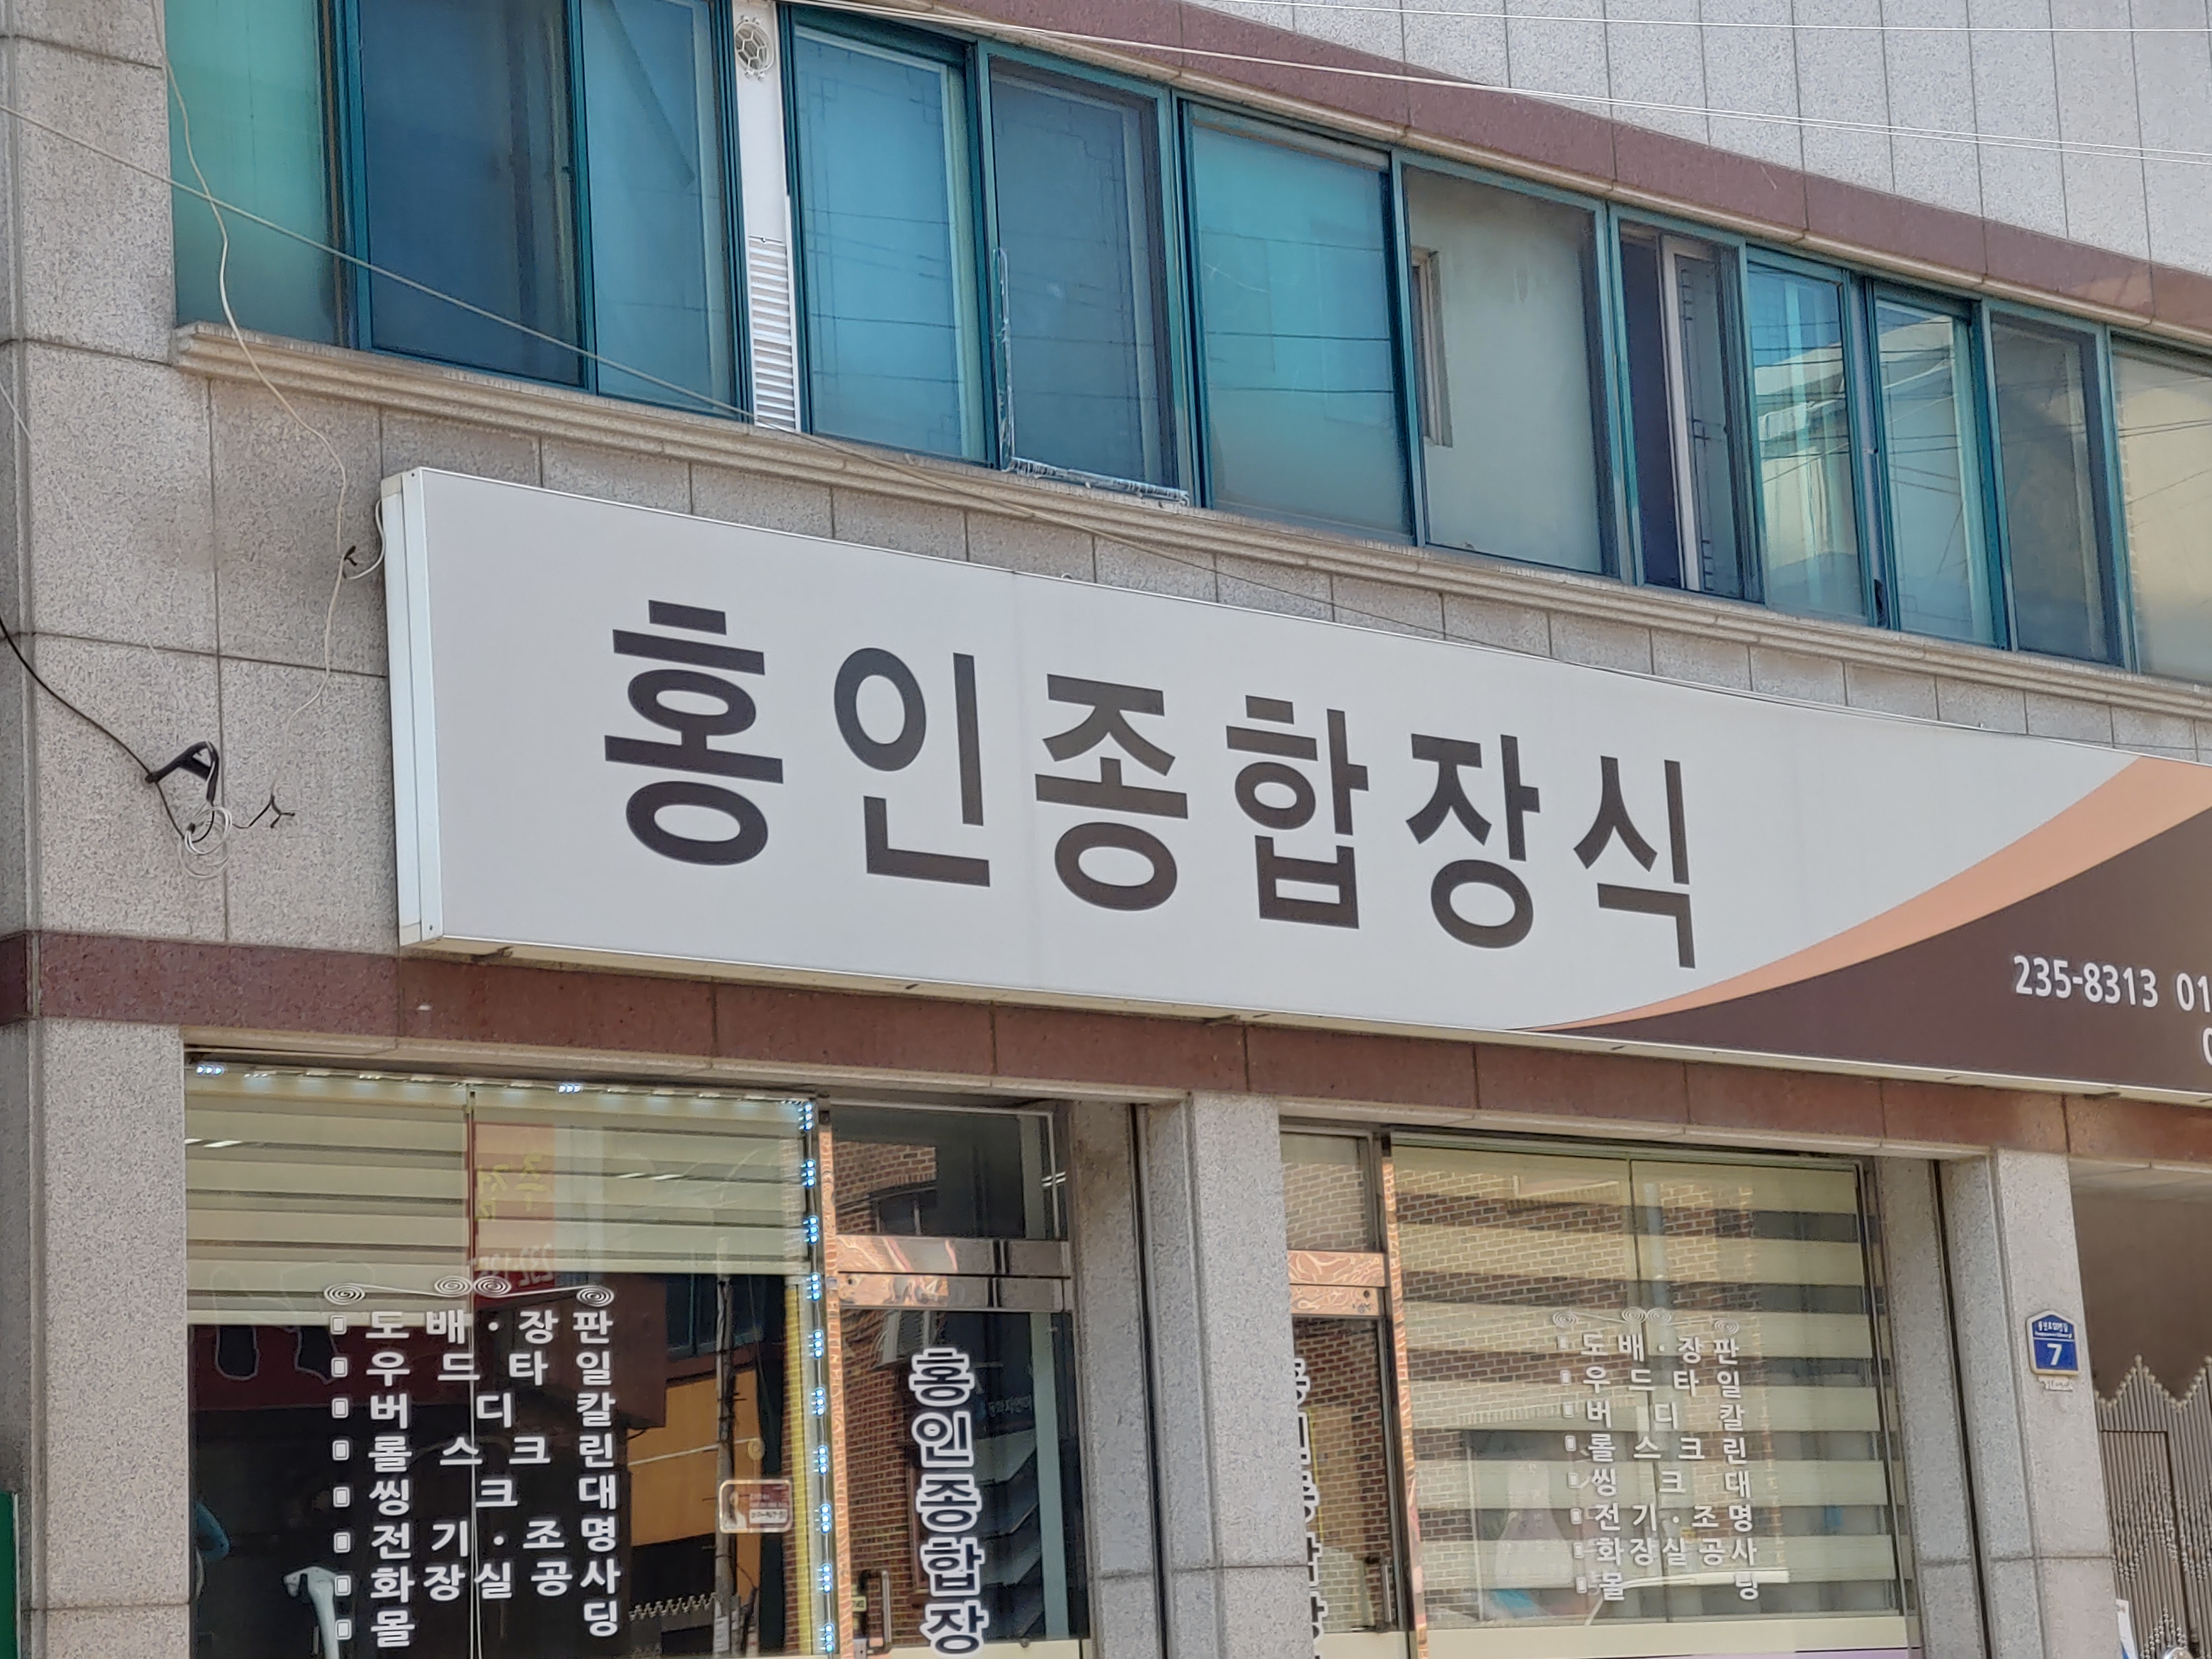 홍인종합장식
235-8313 01
도배·장판
우드타일
버디칼
롤스크린
씽크대
전기·조명
화장실공사
몰딩
홍인종합장
도배·장판
우드타일
버디칼
롤스크린
씽크대
전기·조명
화장실공사
몰딩
7